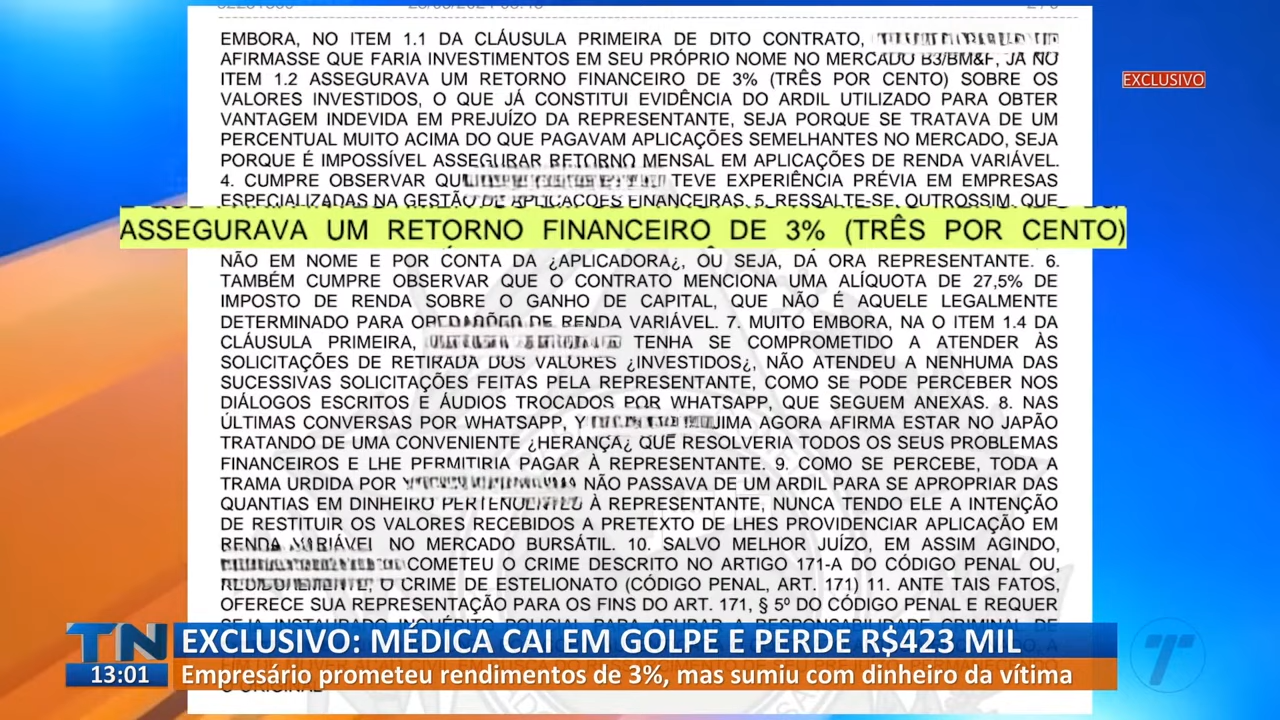 EMBORA, NO ITEM 1.1 DA CLÁUSULA PRIMEIRA DE DITO CONTRATO,
AFIRMASSE QUE FARIA INVESTIMENTOS EM SEU PRÓPRIO NOME NO MERCADO B3/BM&F, JÁ NO
EXCLUSIVO
ITEM 1.2 ASSEGURAVA UM RETORNO FINANCEIRO DE 3% (TRÊS POR CENTO) SOBRE OS
VALORES INVESTIDOS, O QUE JÁ CONSTITUI EVIDÊNCIA DO ARDIL UTILIZADO PARA OBTER
VANTAGEM INDEVIDA EM PREJUÍZO DA REPRESENTANTE, SEJA PORQUE SE TRATAVA DE UM
PERCENTUAL MUITO ACIMA DO QUE PAGAVAM APLICAÇÕES SEMELHANTES NO MERCADO, SEJA
PORQUE É IMPOSSÍVEL ASSEGURAR RETORNO MENSAL EM APLICAÇÕES DE RENDA VARIÁVEL.
4. CUMPRE OBSERVAR TEVE EXPERIÊNCIA PRÉVIA EM EMPRESAS
ESPECIALIZADAS NA GESTÃO DE APLICAÇÕES FINANCEIRAS. 5. RESSALTE-SE, OUTROSSIM, QUE
ASSEGURAVA UM RETORNO FINANCEIRO DE 3% (TRÊS POR CENTO)
NÃO EM NOME E POR CONTA DA ¿APLICADORA¿, OU SEJA, DA ORA REPRESENTANTE. 6.
TAMBÉM CUMPRE OBSERVAR QUE O CONTRATO MENCIONA UMA ALÍQUOTA DE 27,5% DE
IMPOSTO DE RENDA SOBRE O GANHO DE CAPITAL, QUE NÃO É AQUELE LEGALMENTE
DETERMINADO PARA OPERAÇÕES DE RENDA VARIÁVEL. 7. MUITO EMBORA, NA O ITEM 1.4 DA
CLÁUSULA PRIMEIRA, TENHA SE COMPROMETIDO A ATENDER ÀS
SOLICITAÇÕES DE RETIRADA DOS VALORES ¿INVESTIDOS¿, NÃO ATENDEU A NENHUMA DAS
SUCESSIVAS SOLICITAÇÕES FEITAS PELA REPRESENTANTE, COMO SE PODE PERCEBER NOS
DIÁLOGOS ESCRITOS E ÁUDIOS TROCADOS POR WHATSAPP, QUE SEGUEM ANEXAS. 8. NAS
ÚLTIMAS CONVERSAS POR WHATSAPP, AGORA AFIRMA ESTAR NO JAPÃO
TRATANDO DE UMA CONVENIENTE ¿HERANÇA¿ QUE RESOLVERIA TODOS OS SEUS PROBLEMAS
FINANCEIROS E LHE PERMITIRIA PAGAR À REPRESENTANTE. 9. COMO SE PERCEBE, TODA A
TRAMA URDIDA POR NÃO PASSAVA DE UM ARDIL PARA SE APROPRIAR DAS
QUANTIAS EM DINHEIRO PERTENCENTES À REPRESENTANTE, NUNCA TENDO ELE A INTENÇÃO
DE RESTITUIR OS VALORES RECEBIDOS A PRETEXTO DE LHES PROVIDENCIAR APLICAÇÃO EM
RENDA VARIÁVEL NO MERCADO BURSÁTIL. 10. SALVO MELHOR JUÍZO, EM ASSIM AGINDO,
COMETEU O CRIME DESCRITO NO ARTIGO 171-A DO CÓDIGO PENAL OU,
O CRIME DE ESTELIONATO (CÓDIGO PENAL, ART. 171) 11. ANTE TAIS FATOS,
OFERECE SUA REPRESENTAÇÃO PARA OS FINS DO ART. 171, § 5º DO CÓDIGO PENAL E REQUER
TN
EXCLUSIVO: MÉDICA CAI EM GOLPE E PERDE R$423 MIL
13:01
Empresário prometeu rendimentos de 3%, mas sumiu com dinheiro da vítima